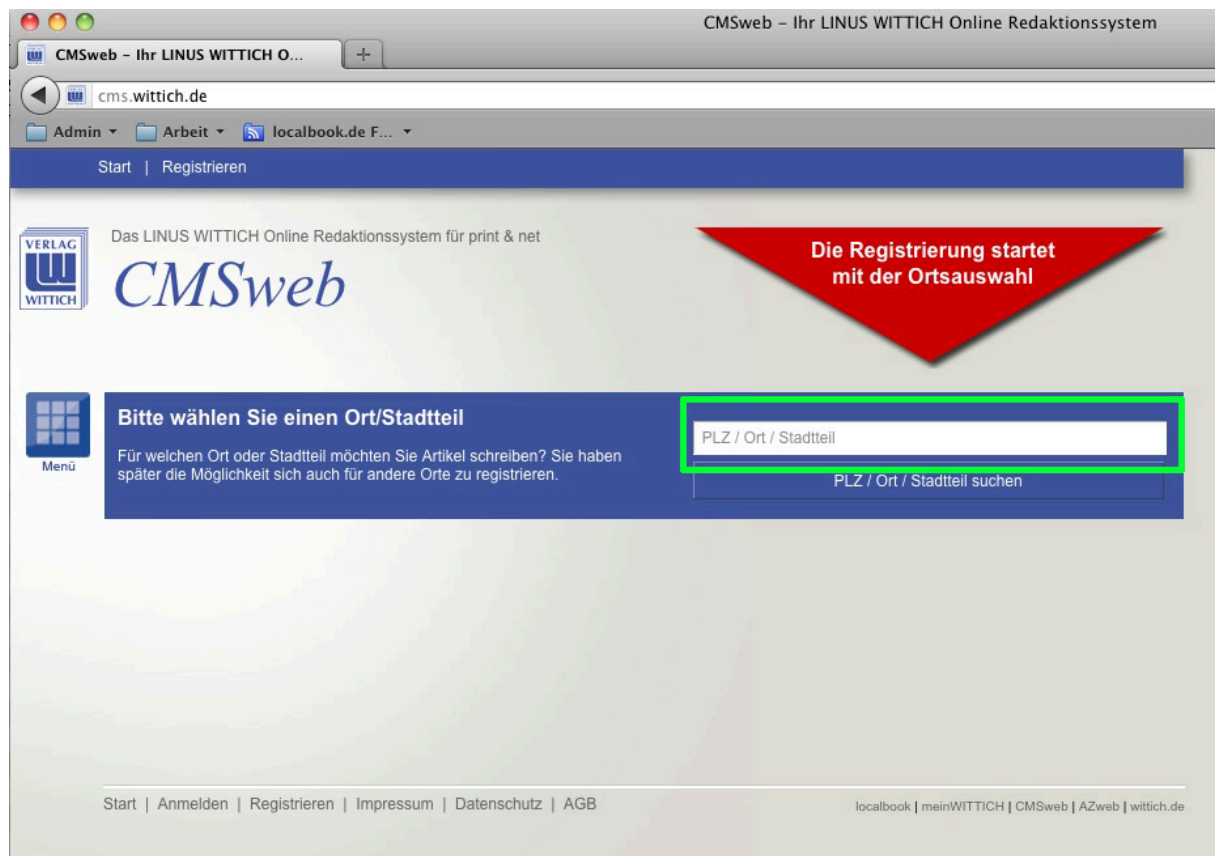 CMSweb – Ihr LINUS WITTICH Online Redaktionssystem
CMSweb – Ihr LINUS WITTICH O...
cms.wittich.de
Admin
Arbeit
localbook.de F...
Start | Registrieren
VERLAG
WITTICH
Das LINUS WITTICH Online Redaktionssystem für print & net
CMSweb
Die Registrierung startet
mit der Ortsauswahl
Menü
Bitte wählen Sie einen Ort/Stadtteil
Für welchen Ort oder Stadtteil möchten Sie Artikel schreiben? Sie haben
später die Möglichkeit sich auch für andere Orte zu registrieren.
PLZ / Ort / Stadtteil
PLZ / Ort / Stadtteil suchen
Start | Anmelden | Registrieren | Impressum | Datenschutz | AGB
localbook | meinWITTICH | CMSweb | AZweb | wittich.de